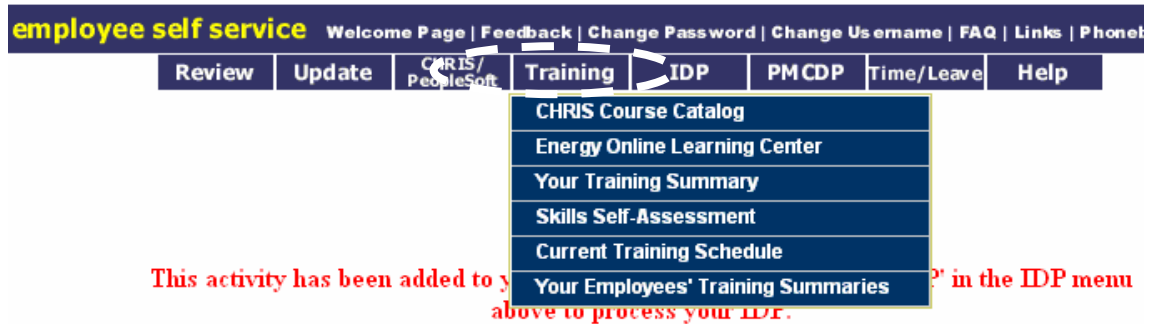 employee self service Welcome Page | Feedback | Change Password | Change Username | FAQ | Links
Review Update CHRIS/ PeopleSoft Training IDP PMCDP Time/Leave Help
CHRIS Course Catalog
Energy Online Learning Center
Your Training Summary
Skills Self-Assessment
Current Training Schedule
Your Employees' Training Summaries
This activity has been added to in the IDP menu
above to process your IDP.